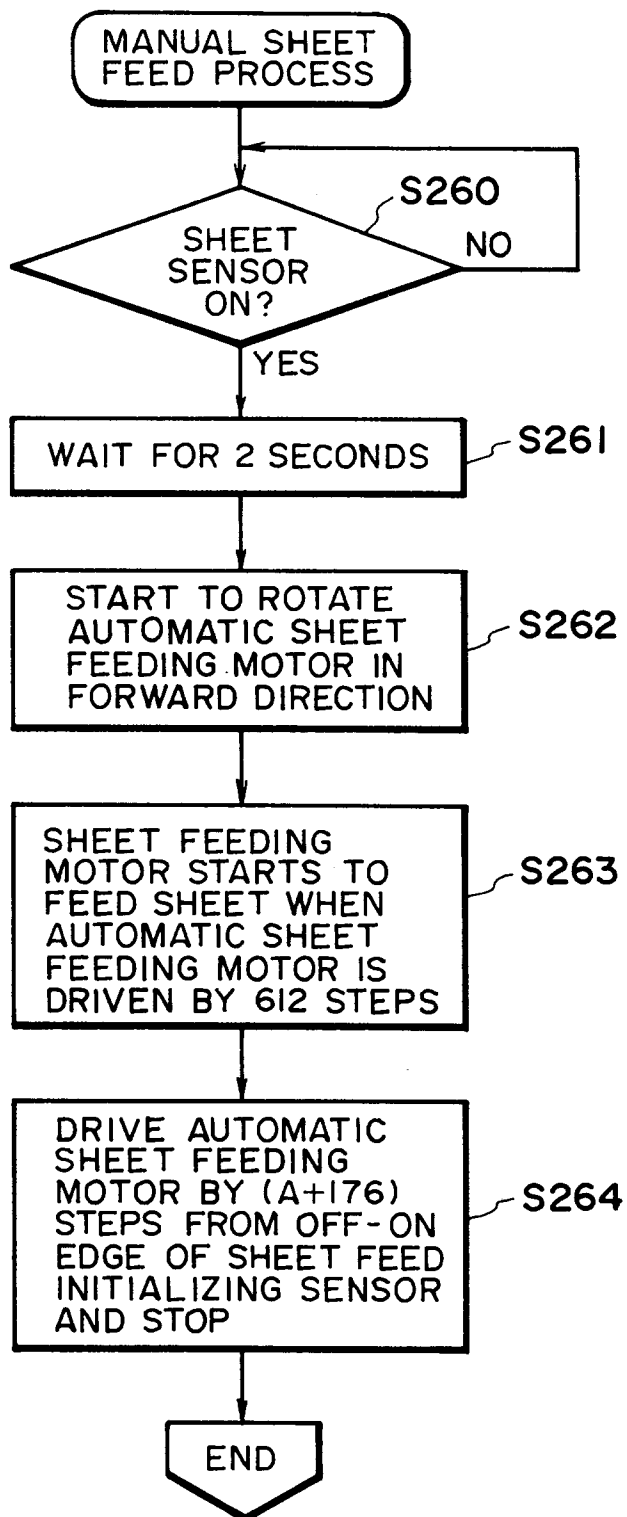 MANUAL SHEET
FEED PROCESS
S260
SHEET
SENSOR
ON?
NO
YES
WAIT FOR 2 SECONDS
S261
START TO ROTATE
AUTOMATIC SHEET
FEEDING MOTOR IN
FORWARD DIRECTION
S262
SHEET FEEDING
MOTOR STARTS TO
FEED SHEET WHEN
AUTOMATIC SHEET
FEEDING MOTOR IS
DRIVEN BY 612 STEPS
S263
DRIVE AUTOMATIC
SHEET FEEDING
MOTOR BY (A+176)
STEPS FROM OFF-ON
EDGE OF SHEET FEED
INITIALIZING SENSOR
AND STOP
S264
END